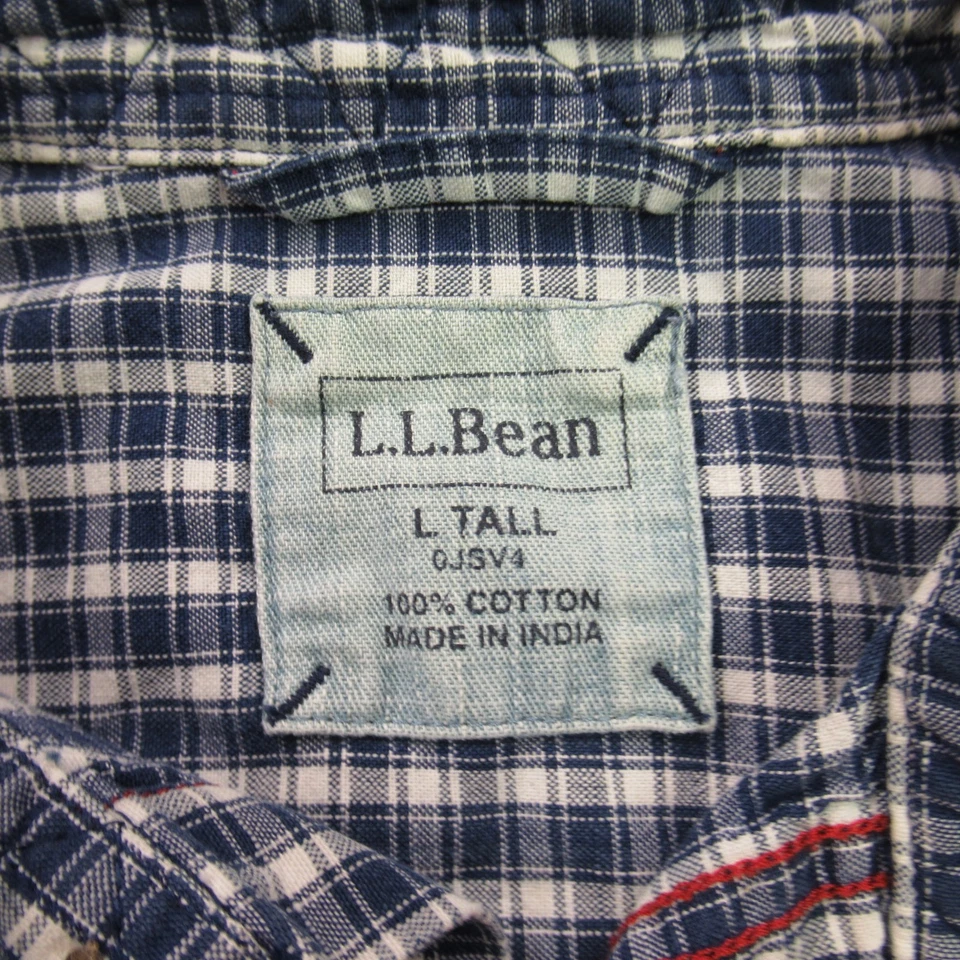 L.L.Bean
L TALL
0JSV4
100% COTTON
MADE IN INDIA